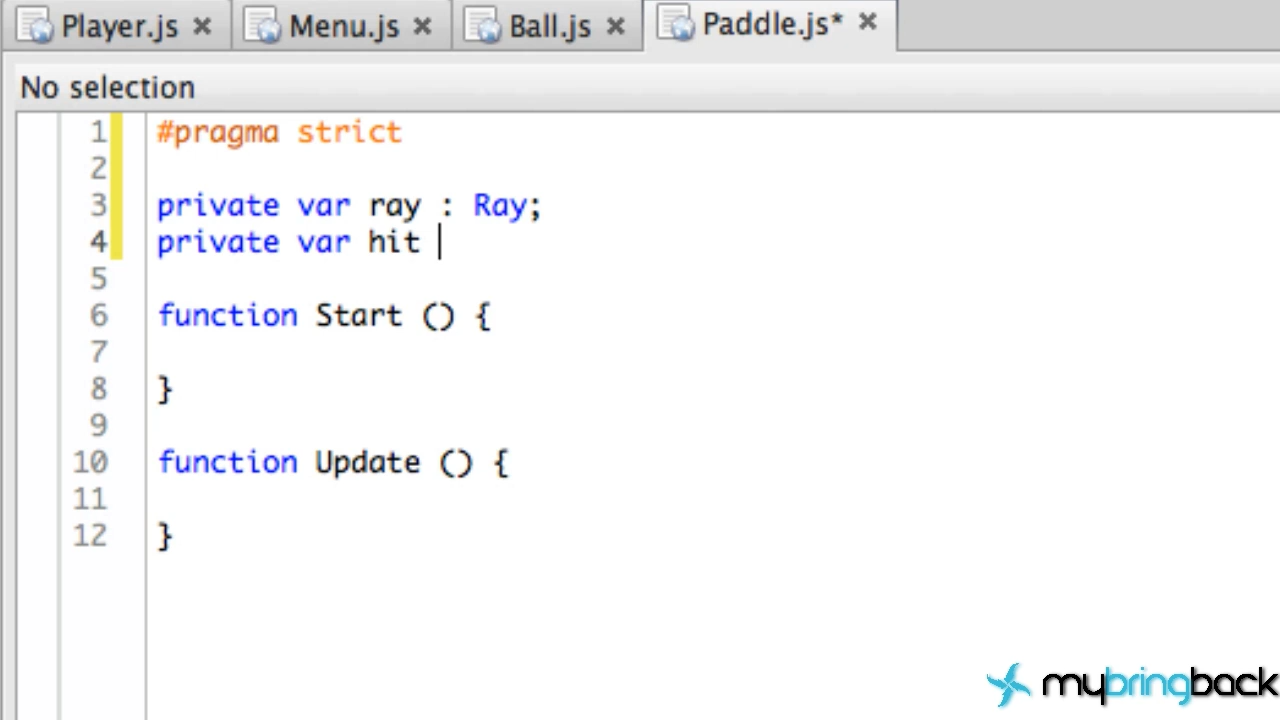 Player.js × Menu.js × Ball.js × Paddle.js* ×
No selection
1 #pragma strict
2
3 private var ray : Ray;
4 private var hit
5
6 function Start () {
7
8 }
9
10 function Update () {
11
12 }
mybringback